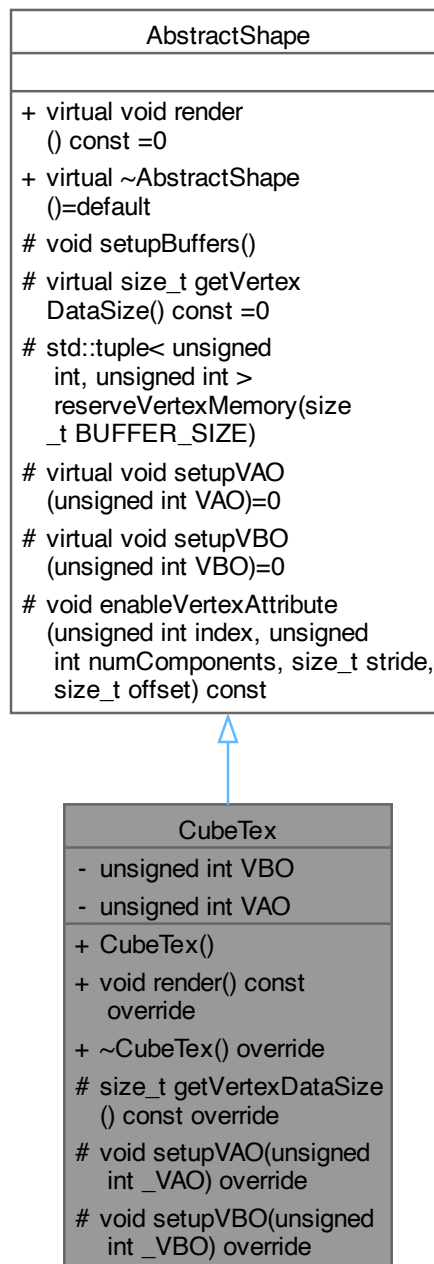 AbstractShape
+ virtual void render
() const =0
+ virtual ~AbstractShape
()=default
# void setupBuffers()
# virtual size_t getVertex
DataSize() const =0
# std::tuple< unsigned
int, unsigned int >
reserveVertexMemory(size
_t BUFFER_SIZE)
# virtual void setupVAO
(unsigned int VAO)=0
# virtual void setupVBO
(unsigned int VBO)=0
# void enableVertexAttribute
(unsigned int index, unsigned
int numComponents, size_t stride,
size_t offset) const
CubeTex
- unsigned int VBO
- unsigned int VAO
+ CubeTex()
+ void render() const
override
+ ~CubeTex() override
# size_t getVertexDataSize
() const override
# void setupVAO(unsigned
int _VAO) override
# void setupVBO(unsigned
int _VBO) override